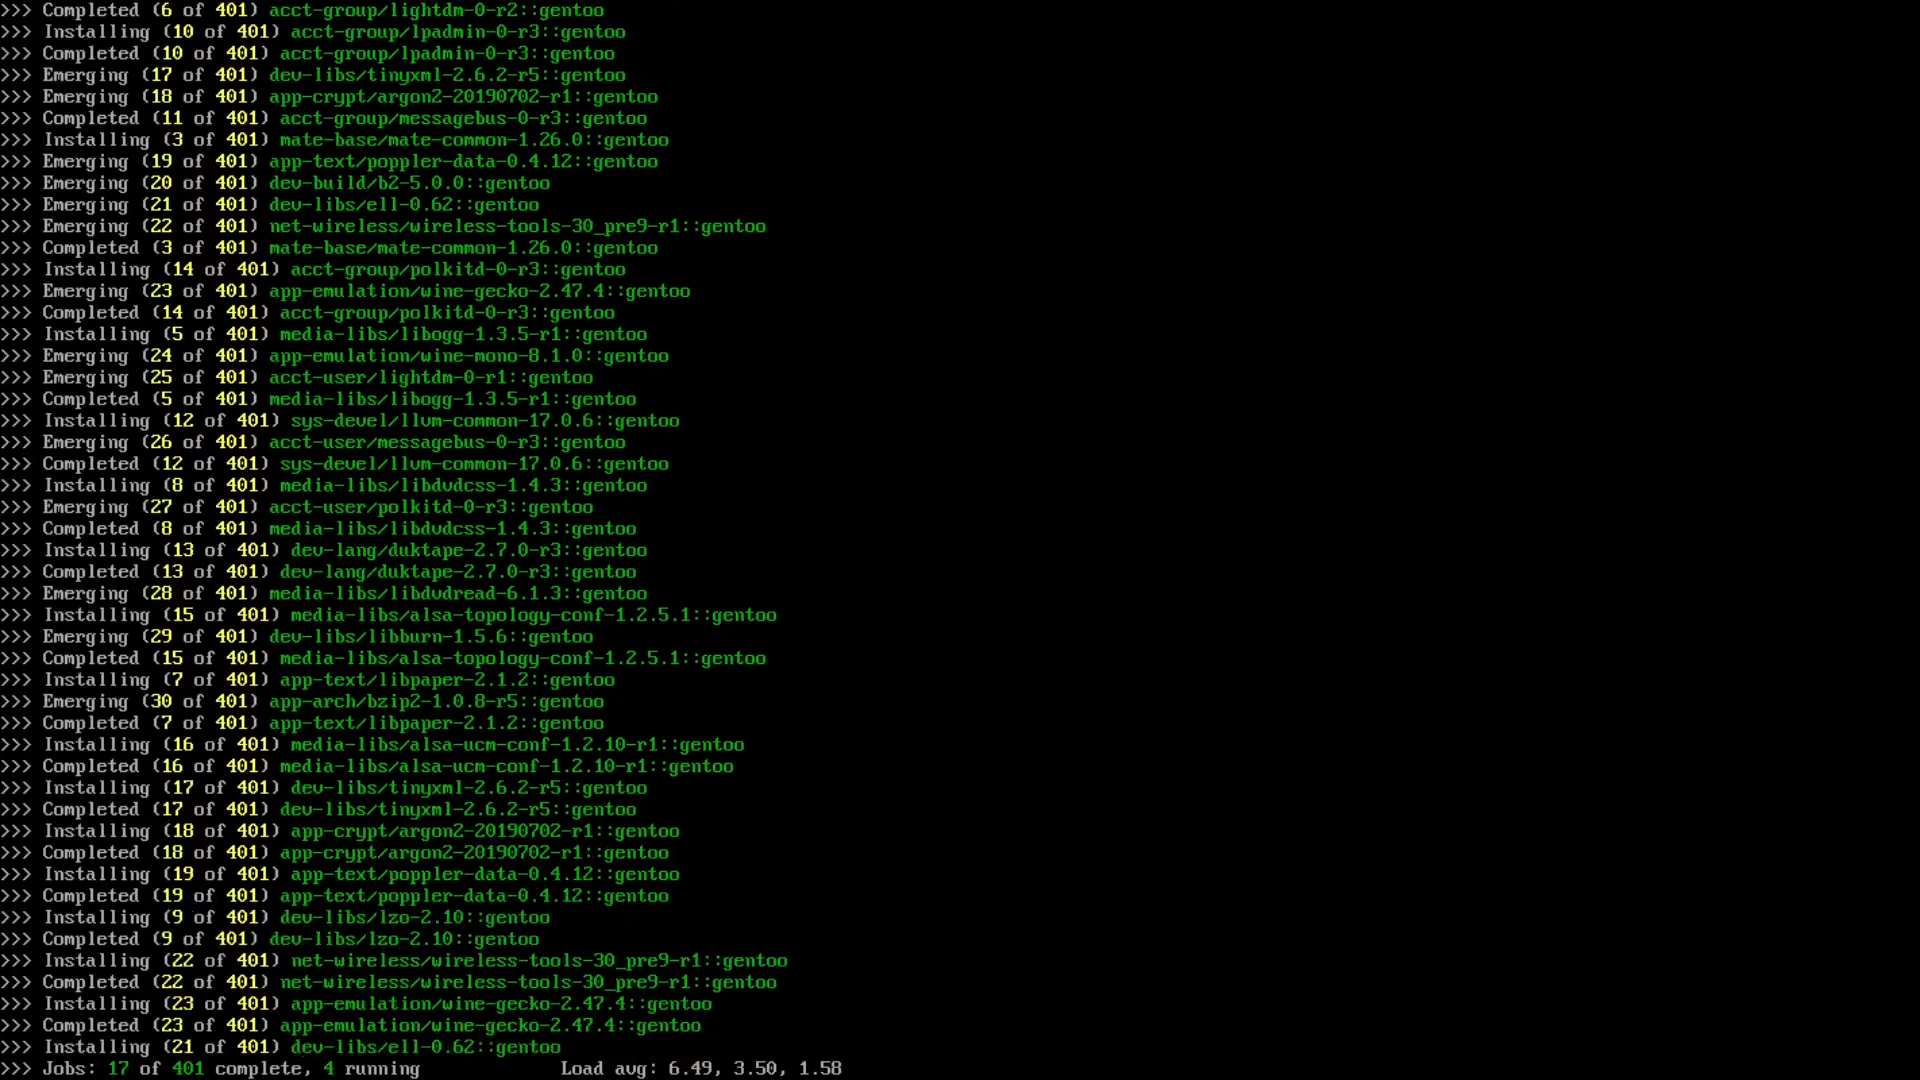 >>> Completed (6 of 401) acct-group/lightdm-0-r2::gentoo
>>> Installing (10 of 401) acct-group/lpadmin-0-r3::gentoo
>>> Completed (10 of 401) acct-group/lpadmin-0-r3::gentoo
>>> Emerging (17 of 401) dev-libs/tinyxml-2.6.2-r5::gentoo
>>> Emerging (18 of 401) app-crypt/argon2-20190702-r1::gentoo
>>> Completed (11 of 401) acct-group/messagebus-0-r3::gentoo
>>> Installing (3 of 401) mate-base/mate-common-1.26.0::gentoo
>>> Emerging (19 of 401) app-text/poppler-data-0.4.12::gentoo
>>> Emerging (20 of 401) dev-build/b2-5.0.0::gentoo
>>> Emerging (21 of 401) dev-libs/ell-0.62::gentoo
>>> Emerging (22 of 401) net-wireless/wireless-tools-30_pre9-r1::gentoo
>>> Completed (3 of 401) mate-base/mate-common-1.26.0::gentoo
>>> Installing (14 of 401) acct-group/polkitd-0-r3::gentoo
>>> Emerging (23 of 401) app-emulation/wine-gecko-2.47.4::gentoo
>>> Completed (14 of 401) acct-group/polkitd-0-r3::gentoo
>>> Installing (5 of 401) media-libs/libogg-1.3.5-r1::gentoo
>>> Emerging (24 of 401) app-emulation/wine-mono-8.1.0::gentoo
>>> Emerging (25 of 401) acct-user/lightdm-0-r1::gentoo
>>> Completed (5 of 401) media-libs/libogg-1.3.5-r1::gentoo
>>> Installing (12 of 401) sys-devel/llvm-common-17.0.6::gentoo
>>> Emerging (26 of 401) acct-user/messagebus-0-r3::gentoo
>>> Completed (12 of 401) sys-devel/llvm-common-17.0.6::gentoo
>>> Installing (8 of 401) media-libs/libdvdcss-1.4.3::gentoo
>>> Emerging (27 of 401) acct-user/polkitd-0-r3::gentoo
>>> Completed (8 of 401) media-libs/libdvdcss-1.4.3::gentoo
>>> Installing (13 of 401) dev-lang/duktape-2.7.0-r3::gentoo
>>> Completed (13 of 401) dev-lang/duktape-2.7.0-r3::gentoo
>>> Emerging (28 of 401) media-libs/libdvdread-6.1.3::gentoo
>>> Installing (15 of 401) media-libs/alsa-topology-conf-1.2.5.1::gentoo
>>> Emerging (29 of 401) dev-libs/libburn-1.5.6::gentoo
>>> Completed (15 of 401) media-libs/alsa-topology-conf-1.2.5.1::gentoo
>>> Installing (7 of 401) app-text/libpaper-2.1.2::gentoo
>>> Emerging (30 of 401) app-arch/bzip2-1.0.8-r5::gentoo
>>> Completed (7 of 401) app-text/libpaper-2.1.2::gentoo
>>> Installing (16 of 401) media-libs/alsa-ucm-conf-1.2.10-r1::gentoo
>>> Completed (16 of 401) media-libs/alsa-ucm-conf-1.2.10-r1::gentoo
>>> Installing (17 of 401) dev-libs/tinyxml-2.6.2-r5::gentoo
>>> Completed (17 of 401) dev-libs/tinyxml-2.6.2-r5::gentoo
>>> Installing (18 of 401) app-crypt/argon2-20190702-r1::gentoo
>>> Completed (18 of 401) app-crypt/argon2-20190702-r1::gentoo
>>> Installing (19 of 401) app-text/poppler-data-0.4.12::gentoo
>>> Completed (19 of 401) app-text/poppler-data-0.4.12::gentoo
>>> Installing (9 of 401) dev-libs/lzo-2.10::gentoo
>>> Completed (9 of 401) dev-libs/lzo-2.10::gentoo
>>> Installing (22 of 401) net-wireless/wireless-tools-30_pre9-r1::gentoo
>>> Completed (22 of 401) net-wireless/wireless-tools-30_pre9-r1::gentoo
>>> Installing (23 of 401) app-emulation/wine-gecko-2.47.4::gentoo
>>> Completed (23 of 401) app-emulation/wine-gecko-2.47.4::gentoo
>>> Installing (21 of 401) dev-libs/ell-0.62::gentoo
>>> Jobs: 17 of 401 complete, 4 running Load avg: 6.49, 3.50, 1.58